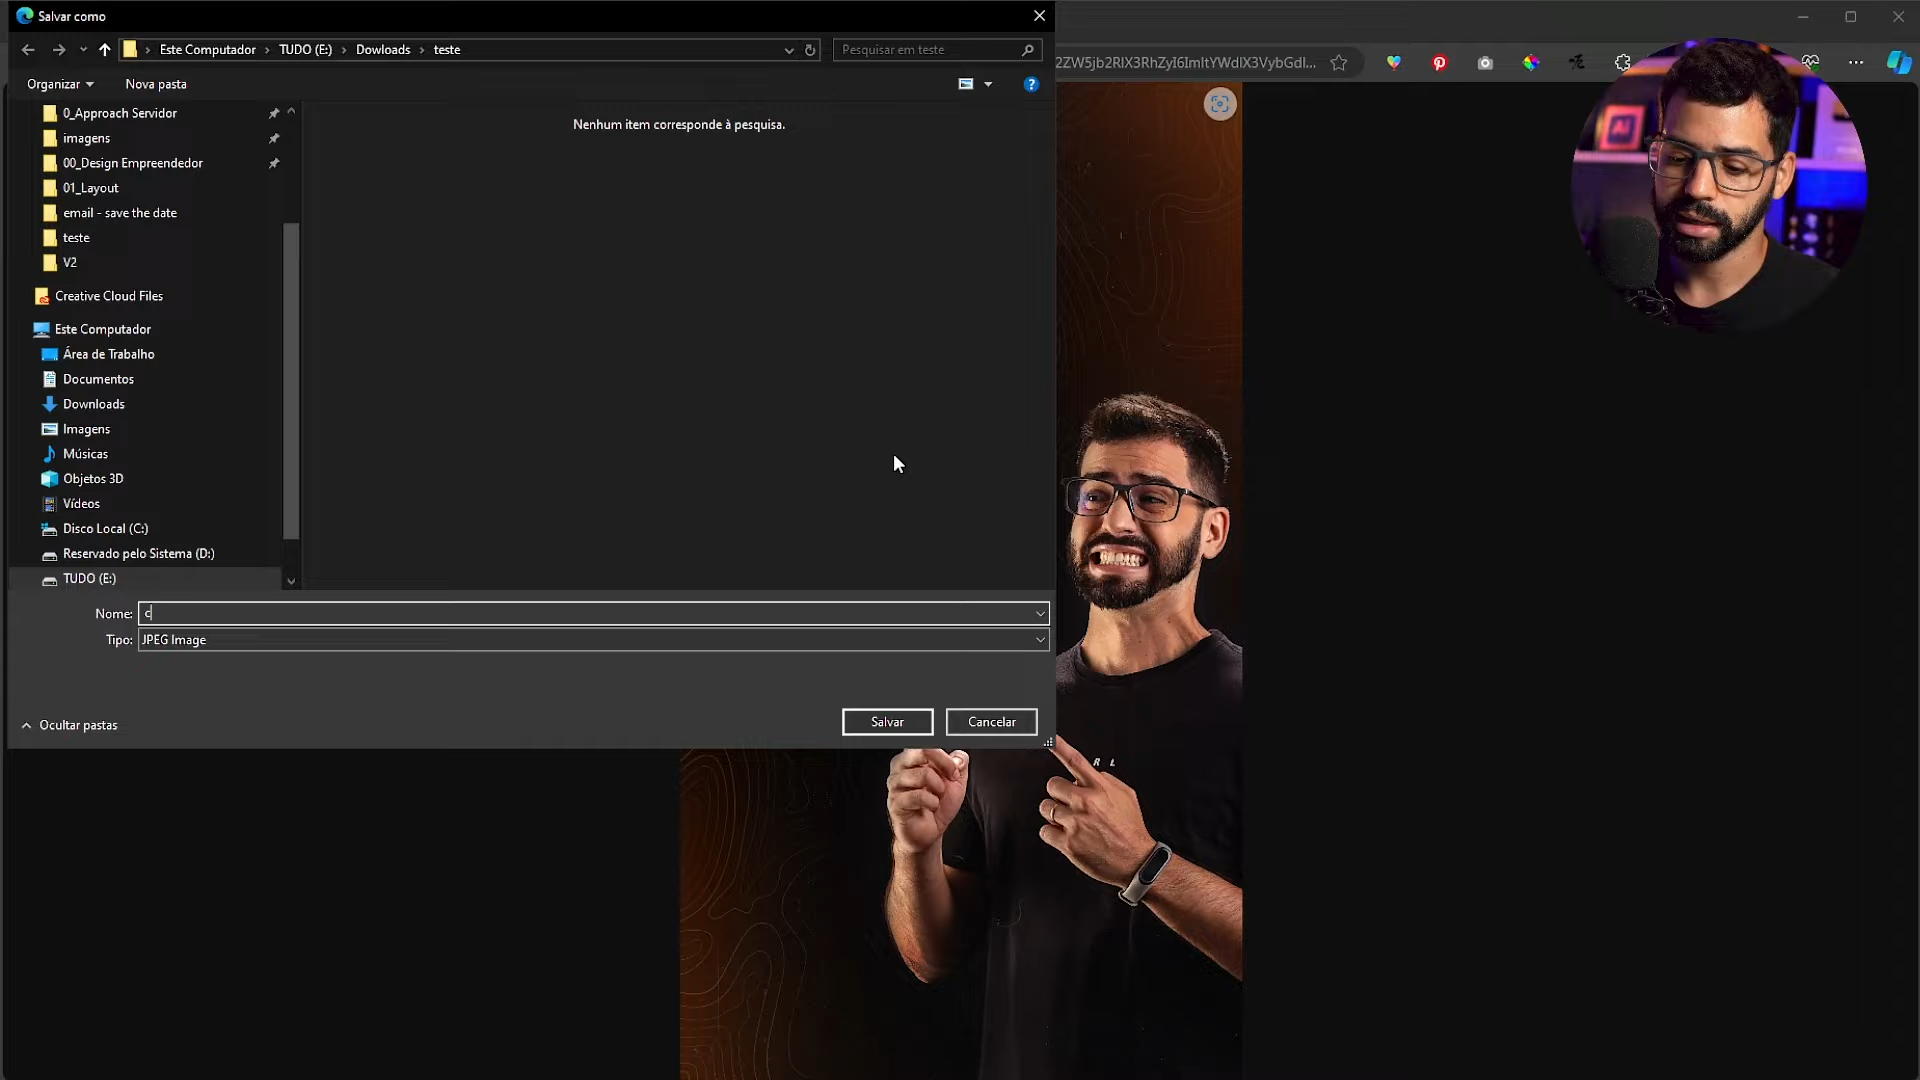 Salvar como
Este Computador > TUDO (E:) > Dowloads > teste
Pesquisar em teste
2ZW5jb2RlX3RhZyI6ImltYWdlX3VybGdl...
Organizar
Nova pasta
0_Approach Servidor
imagens
00_Design Empreendedor
01_Layout
email - save the date
teste
V2
Creative Cloud Files
Este Computador
Área de Trabalho
Documentos
Downloads
Imagens
Músicas
Objetos 3D
Vídeos
Disco Local (C:)
Reservado pelo Sistema (D:)
TUDO (E:)
Nenhum item corresponde à pesquisa.
Nome: c
Tipo: JPEG Image
Ocultar pastas
Salvar
Cancelar
R L
Ai